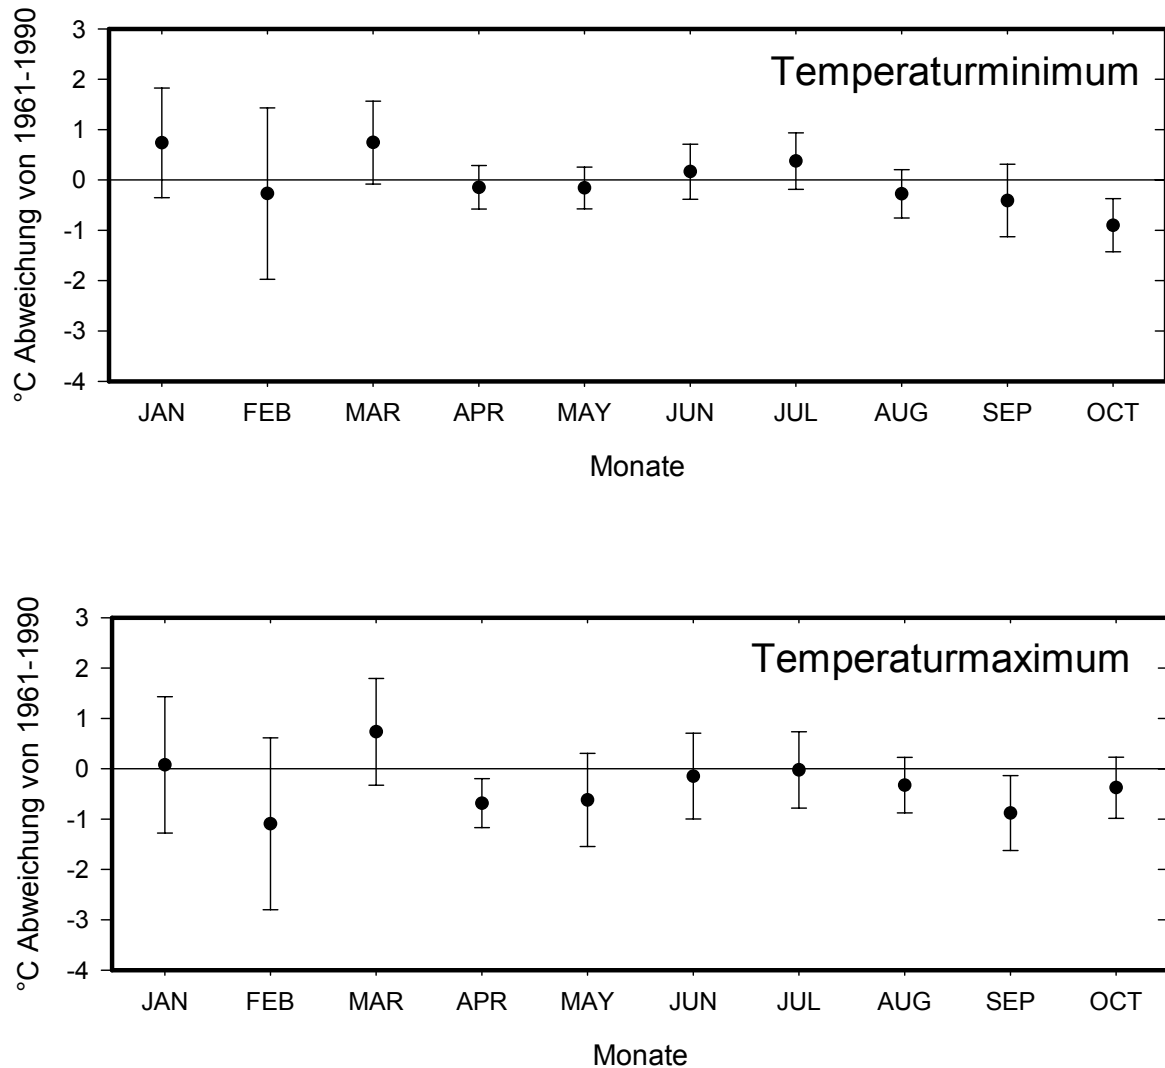 Temperaturminimum
°C Abweichung von 1961-1990
3
2
1
0
-1
-2
-3
-4
JAN FEB MAR APR MAY JUN JUL AUG SEP OCT
Monate
Temperaturmaximum
°C Abweichung von 1961-1990
3
2
1
0
-1
-2
-3
-4
JAN FEB MAR APR MAY JUN JUL AUG SEP OCT
Monate